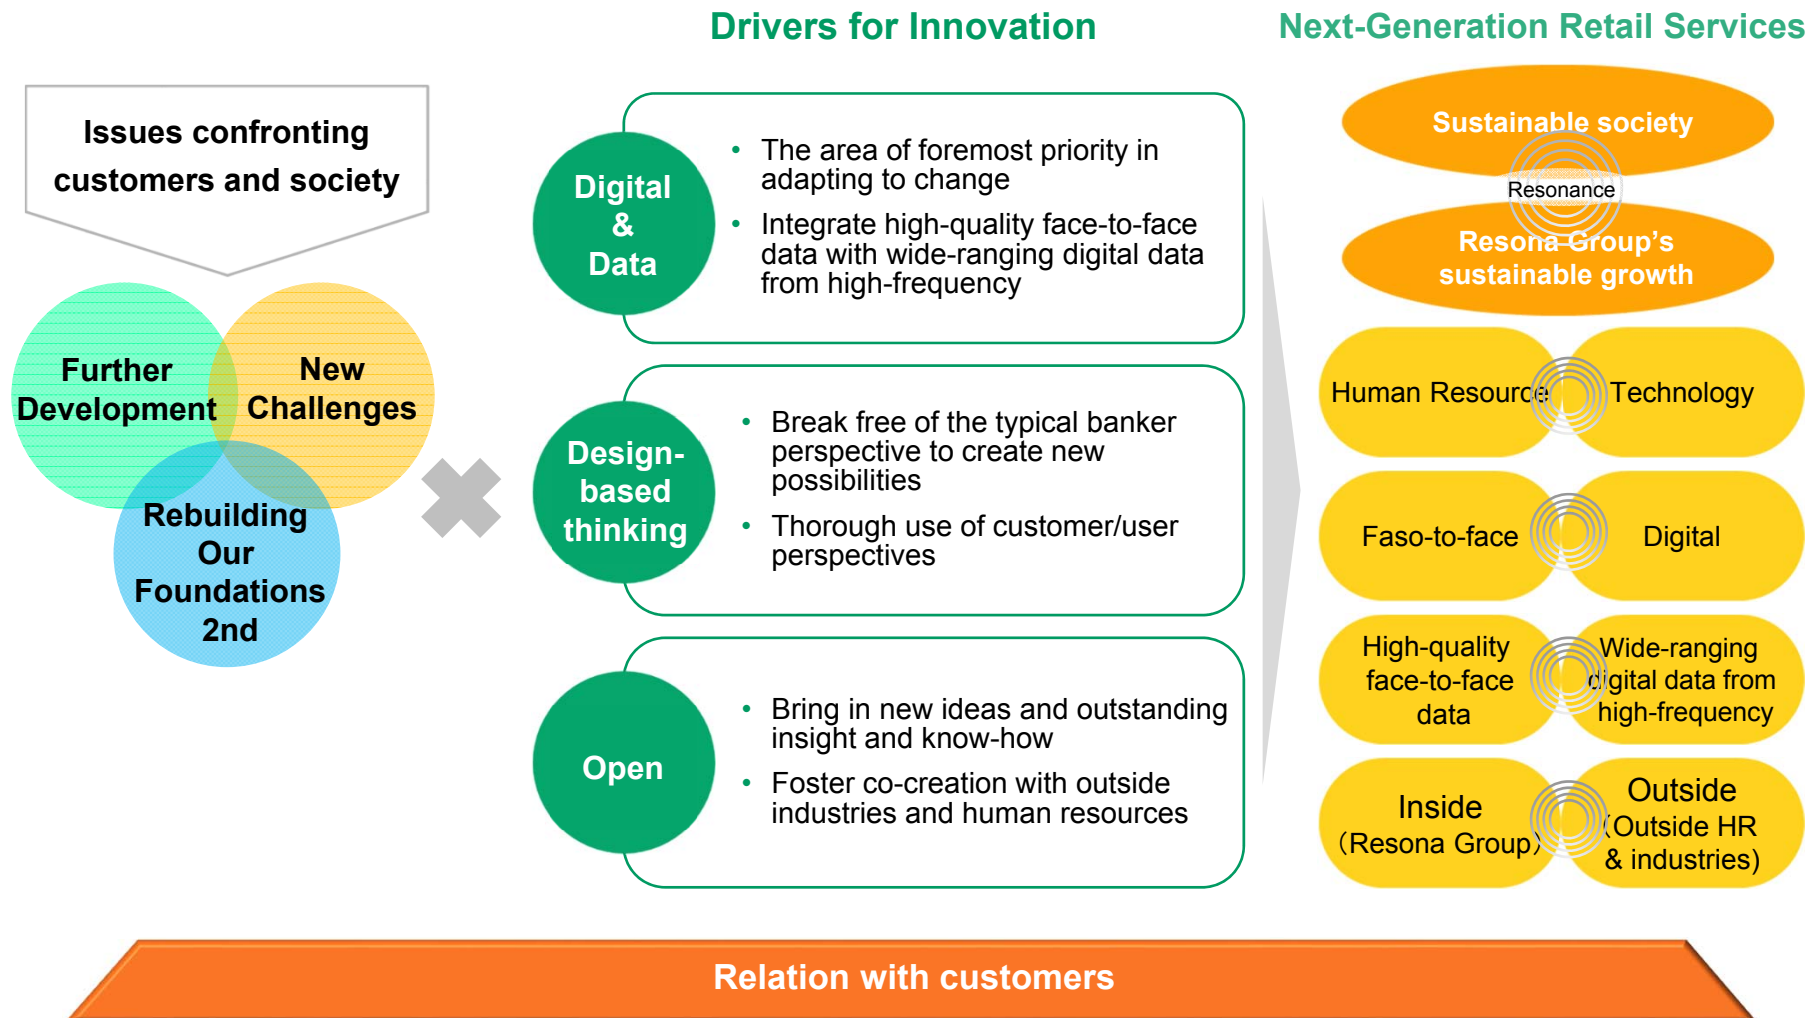 Drivers for Innovation
Next-Generation Retail Services
Issues confronting
customers and society
Further
Development
New
Challenges
Rebuilding
Our
Foundations
2nd
Digital
&
Data
• The area of foremost priority in
adapting to change
• Integrate high-quality face-to-face
data with wide-ranging digital data
from high-frequency
Design-
based
thinking
• Break free of the typical banker
perspective to create new
possibilities
• Thorough use of customer/user
perspectives
Open
• Bring in new ideas and outstanding
insight and know-how
• Foster co-creation with outside
industries and human resources
Sustainable society
Resonance
Resona Group’s
sustainable growth
Human Resource
Technology
Faso-to-face
Digital
High-quality
face-to-face
data
Wide-ranging
digital data from
high-frequency
Inside
（Resona Group）
Outside
（Outside HR
& industries)
Relation with customers